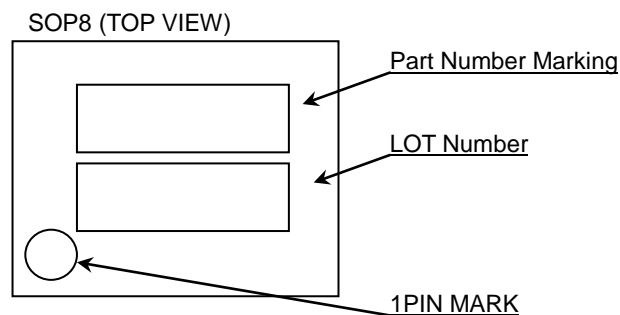 SOP8 (TOP VIEW)
Part Number Marking
LOT Number
1PIN MARK